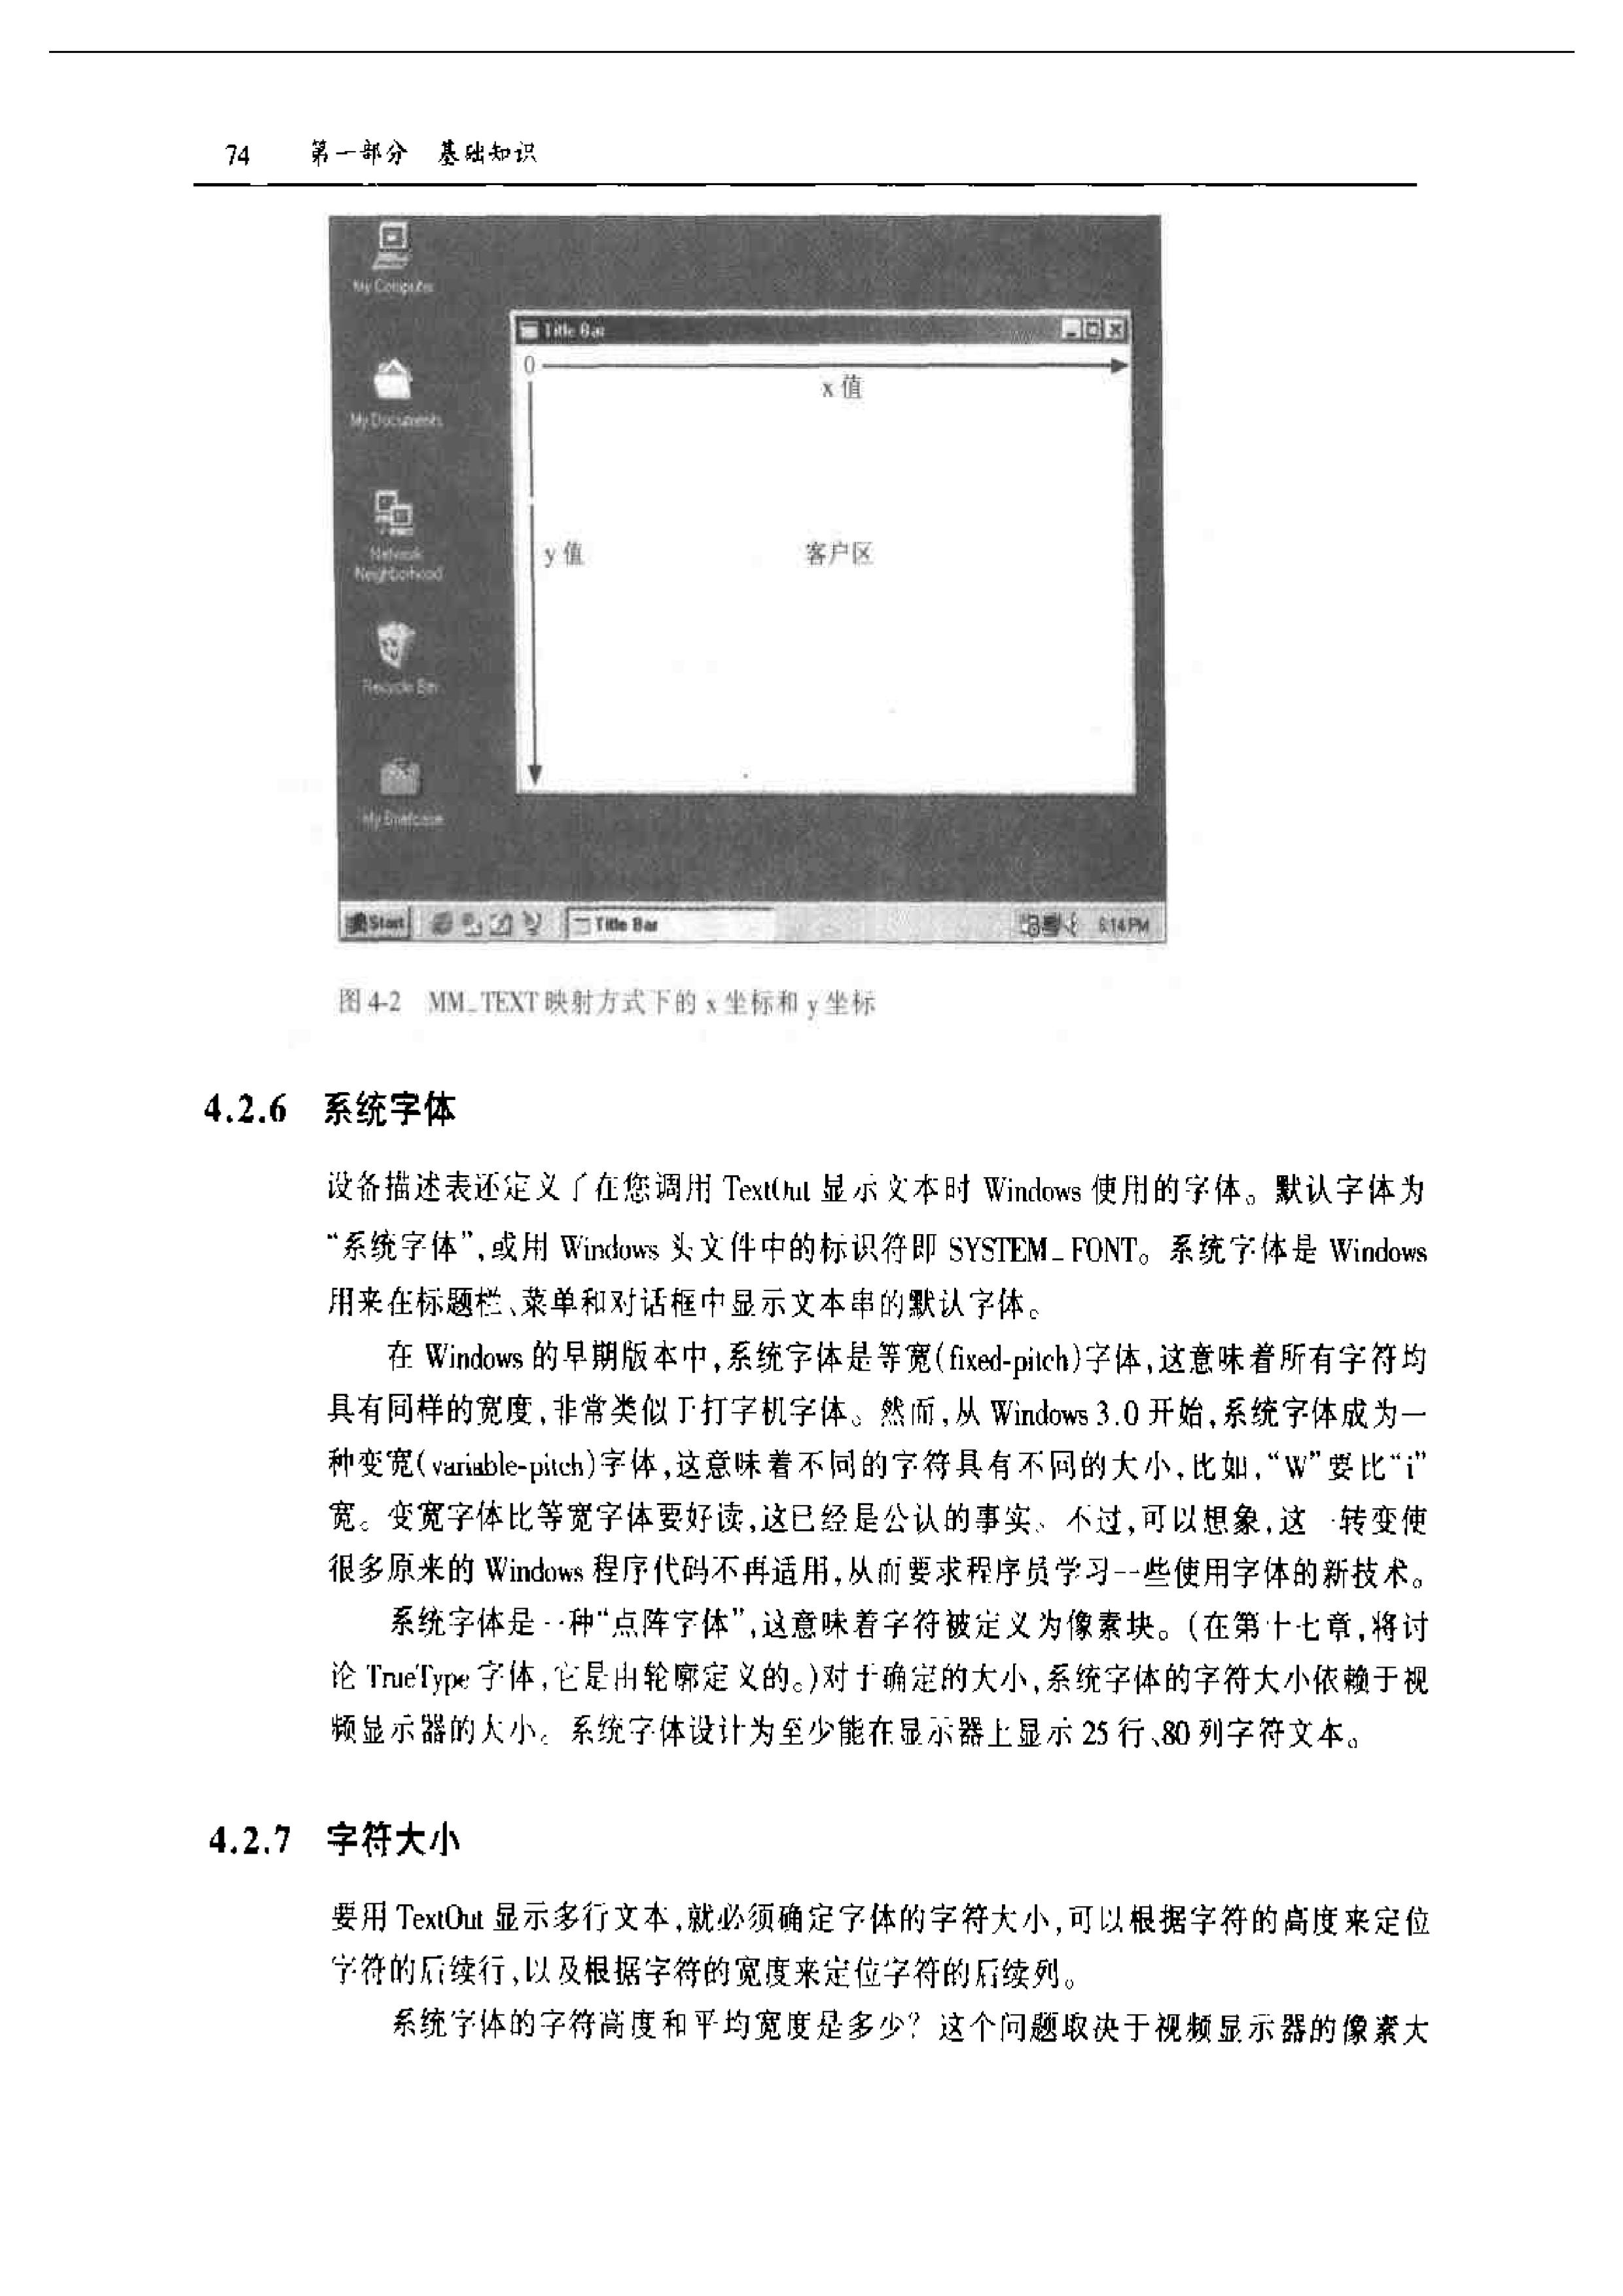 74 第一部分 基础知识
My Computer
Title Bar
0
x 值
My Documents
y 值
客户区
Network
Neighborhood
Recycle Bin
My Briefcase
Start
Title Bar
6:14 PM
图 4-2 MM_TEXT 映射方式下的 x 坐标和 y 坐标
4.2.6 系统字体
设备描述表还定义了在您调用 TextOut 显示文本时 Windows 使用的字体。默认字体为
“系统字体”,或用 Windows 头文件中的标识符即 SYSTEM_FONT。系统字体是 Windows
用来在标题栏、菜单和对话框中显示文本串的默认字体。
在 Windows 的早期版本中,系统字体是等宽(fixed-pitch)字体,这意味着所有字符均
具有同样的宽度,非常类似于打字机字体。然而,从 Windows 3.0 开始,系统字体成为一
种变宽(variable-pitch)字体,这意味着不同的字符具有不同的大小,比如,“W”要比“i”
宽。变宽字体比等宽字体要好读,这已经是公认的事实。不过,可以想象,这一转变使
很多原来的 Windows 程序代码不再适用,从而要求程序员学习一些使用字体的新技术。
系统字体是一种“点阵字体”,这意味着字符被定义为像素块。(在第十七章,将讨
论 TrueType 字体,它是由轮廓定义的。)对于确定的大小,系统字体的字符大小依赖于视
频显示器的大小。系统字体设计为至少能在显示器上显示 25 行、80 列字符文本。
4.2.7 字符大小
要用 TextOut 显示多行文本,就必须确定字体的字符大小,可以根据字符的高度来定位
字符的后续行,以及根据字符的宽度来定位字符的后续列。
系统字体的字符高度和平均宽度是多少? 这个问题取决于视频显示器的像素大